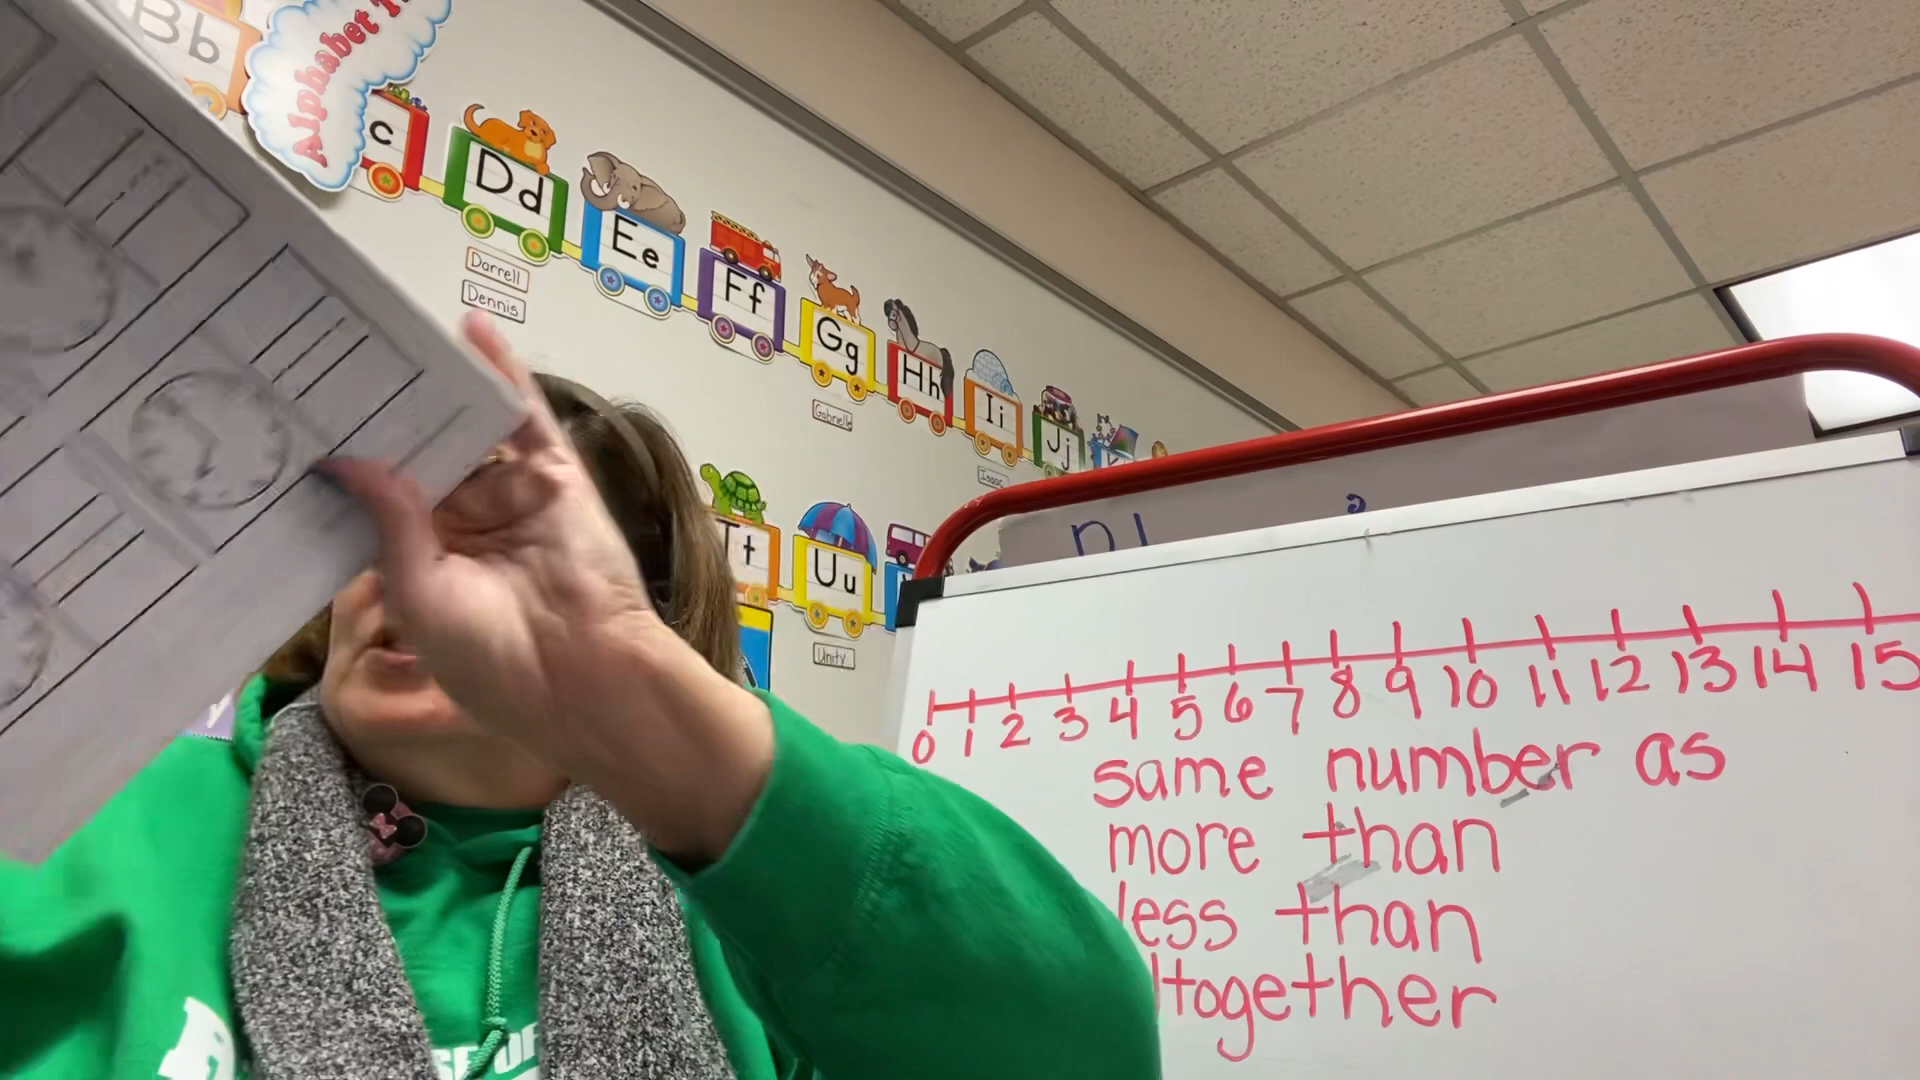 Bb
Alphabet T
c
Dd
Ee
Ff
Gg
Hh
Ii
Jj
Darrell
Dennis
Gabrielle
Isaac
Tt
Uu
Unity
0 1 2 3 4 5 6 7 8 9 10 11 12 13 14 15
same number as
more than
less than
ltogether